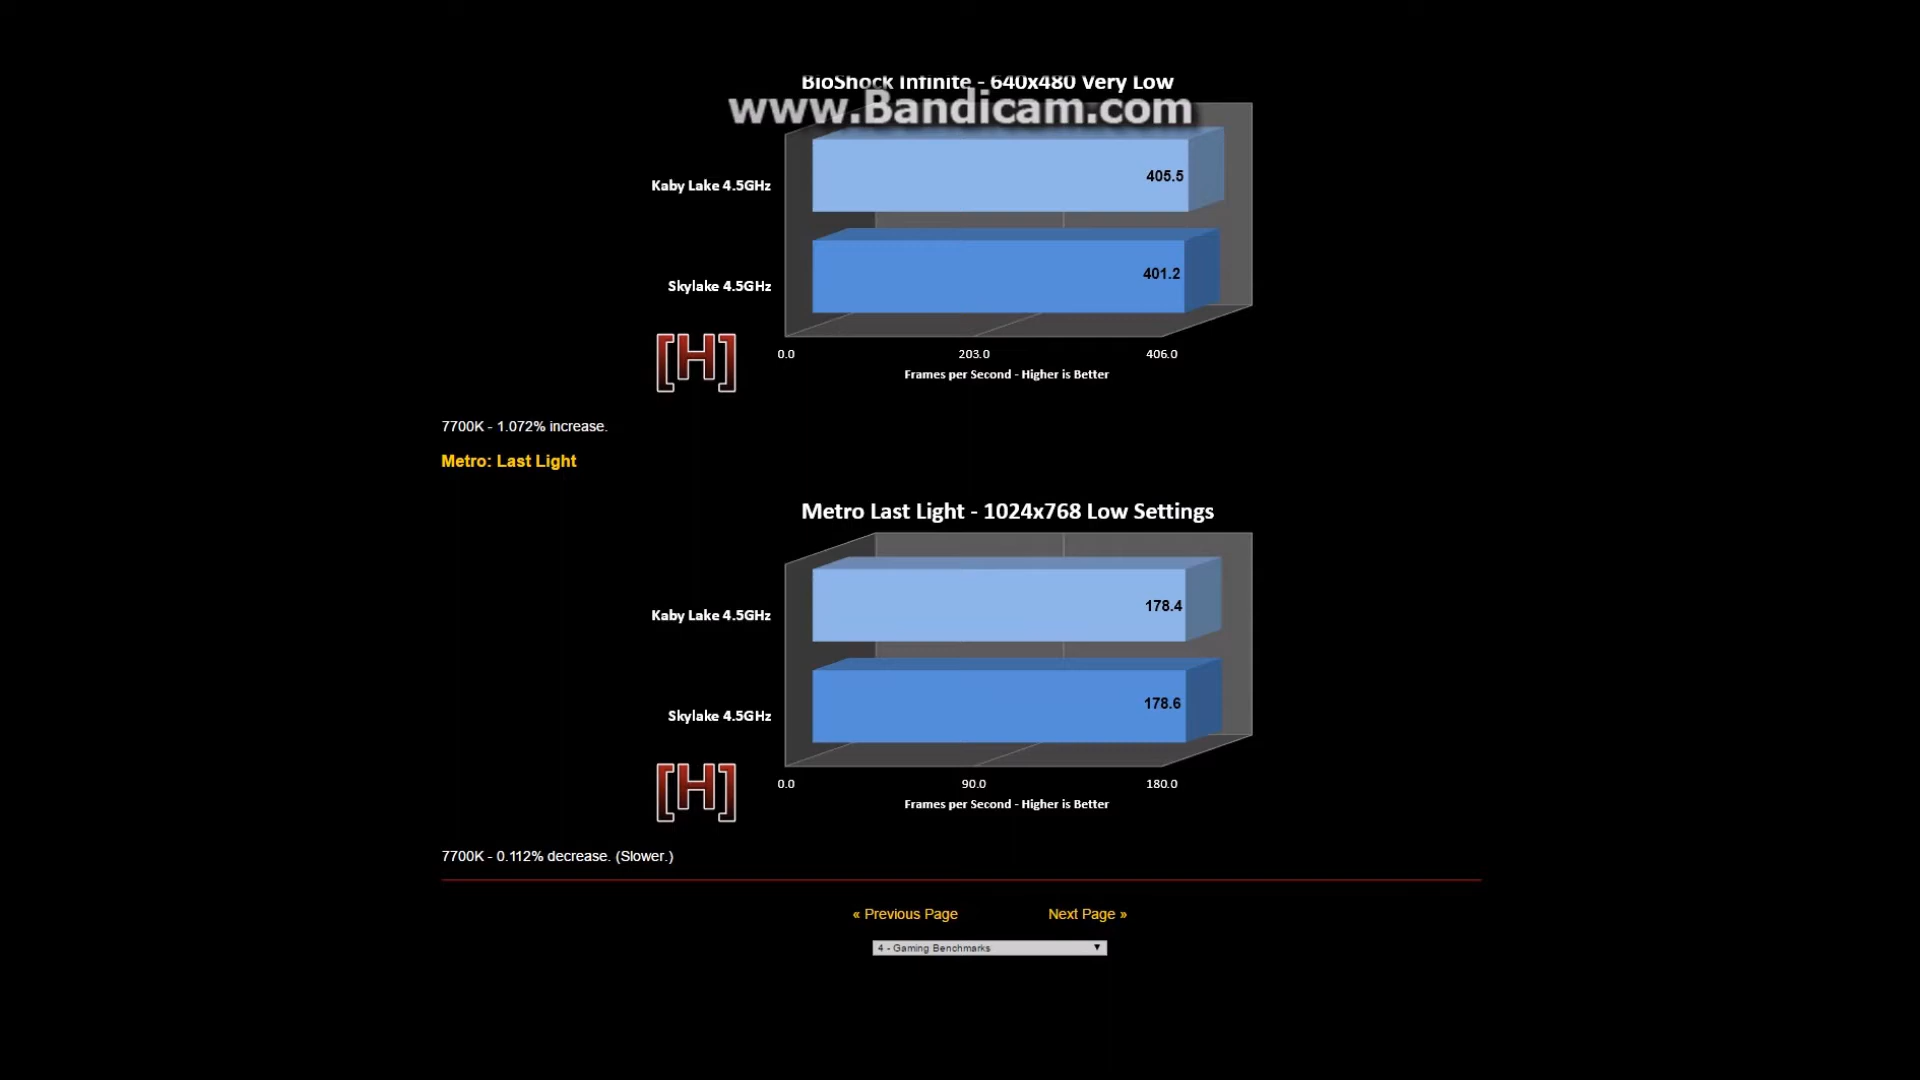 BioShock Infinite - 640x480 Very Low
www.Bandicam.com
Kaby Lake 4.5GHz
405.5
Skylake 4.5GHz
401.2
[H]
0.0 203.0 406.0
Frames per Second - Higher is Better
7700K - 1.072% increase.
Metro: Last Light
Metro Last Light - 1024x768 Low Settings
Kaby Lake 4.5GHz
178.4
Skylake 4.5GHz
178.6
[H]
0.0 90.0 180.0
Frames per Second - Higher is Better
7700K - 0.112% decrease. (Slower.)
« Previous Page Next Page »
4 - Gaming Benchmarks